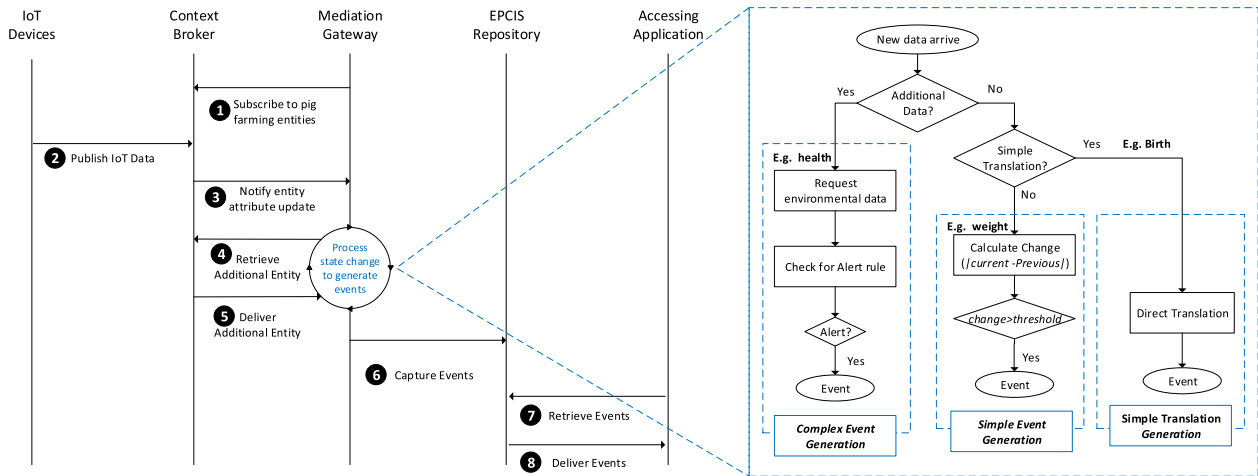 IoT
Devices
Context
Broker
Mediation
Gateway
EPCIS
Repository
Accessing
Application
1
Subscribe to pig
farming entities
2
Publish IoT Data
3
Notify entity
attribute update
4
Retrieve
Additional Entity
Process
state change
to generate
events
5
Deliver
Additional Entity
6
Capture Events
7
Retrieve Events
8
Deliver Events
New data arrive
Additional
Data?
Yes
No
E.g. health
Request
environmental data
Check for Alert rule
Alert?
Yes
Event
Complex Event
Generation
Simple
Translation?
Yes
E.g. Birth
No
E.g. weight
Calculate Change
(|current -Previous|)
change>threshold
Yes
Event
Simple Event
Generation
Direct Translation
Event
Simple Translation
Generation